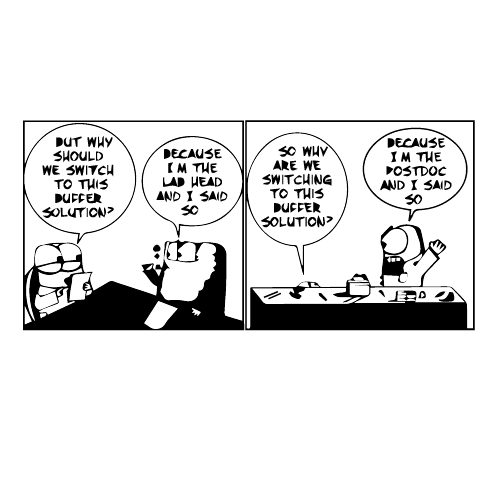 BUT WHY
SHOULD
WE SWITCH
TO THIS
BUFFER
SOLUTION?
BECAUSE
I'M THE
LAB HEAD
AND I SAID
SO
SO WHY
ARE WE
SWITCHING
TO THIS
BUFFER
SOLUTION?
BECAUSE
I'M THE
POSTDOC
AND I SAID
SO